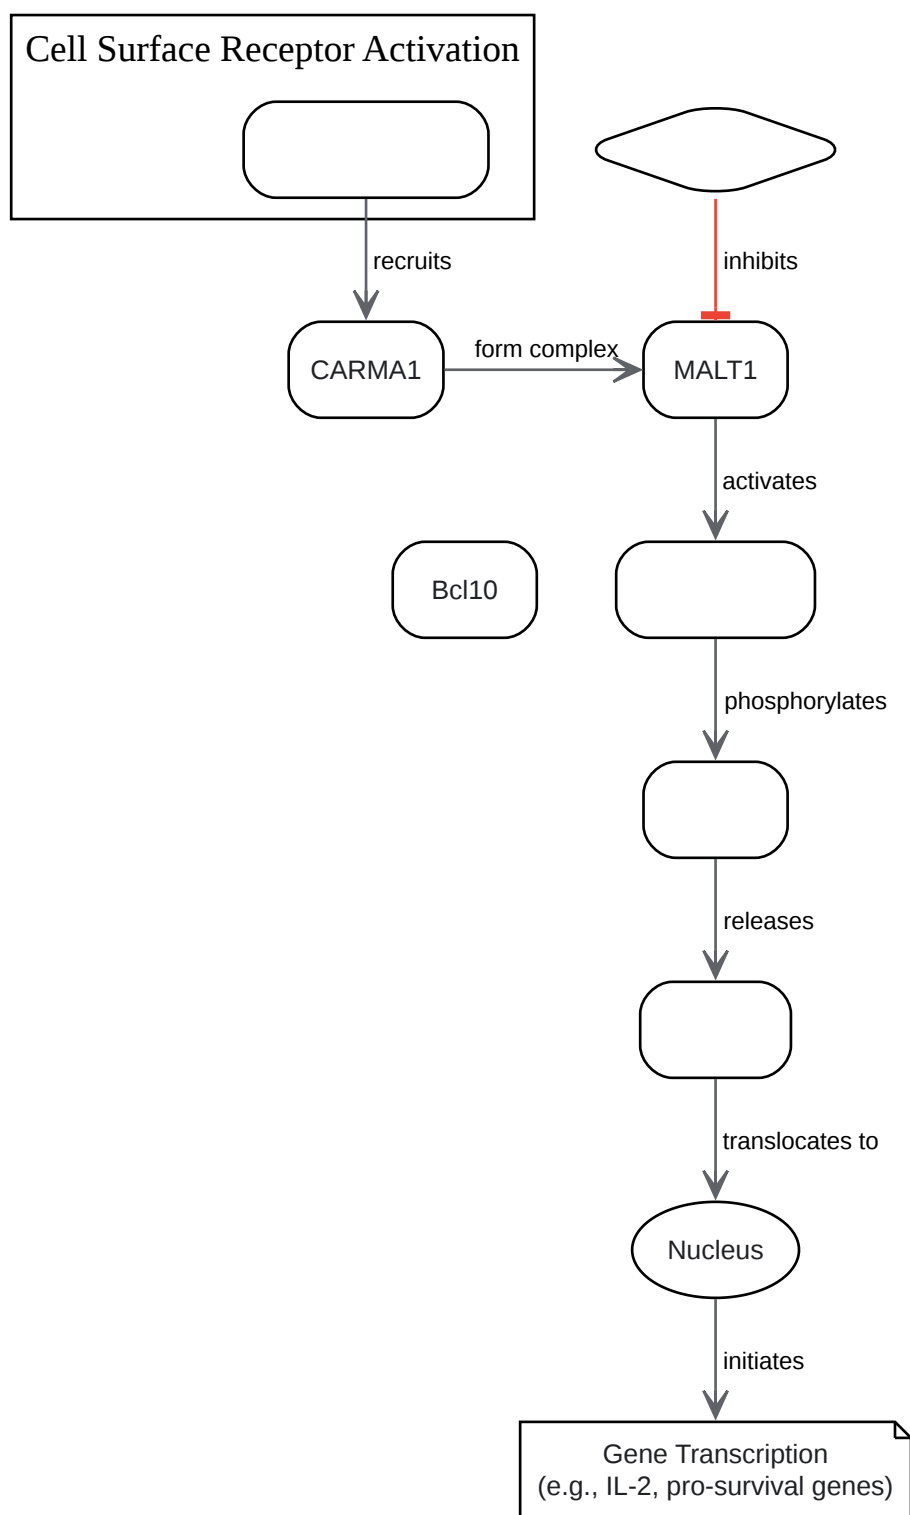 Cell Surface Receptor Activation
recruits
inhibits
CARMA1
form complex
MALT1
activates
Bcl10
phosphorylates
releases
translocates to
Nucleus
initiates
Gene Transcription
(e.g., IL-2, pro-survival genes)